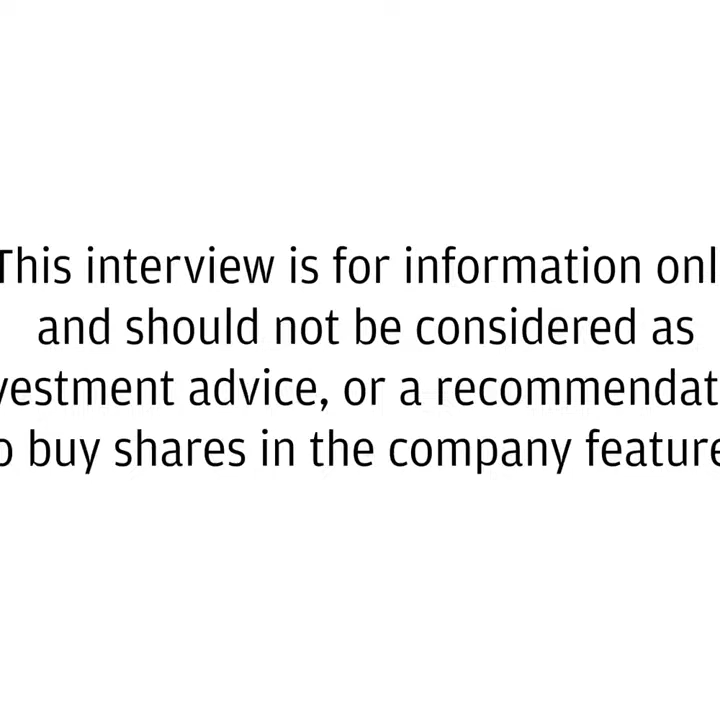 This interview is for information onl
and should not be considered as
vestment advice, or a recommendat
o buy shares in the company feature